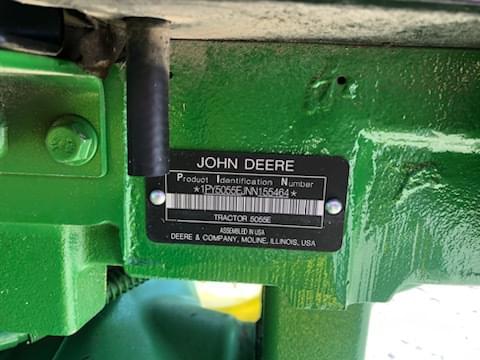 JOHN DEERE
Product Identification Number
*1PY5055EJNN155464*
TRACTOR 5055E
ASSEMBLED IN USA
DEERE & COMPANY, MOLINE, ILLINOIS, USA